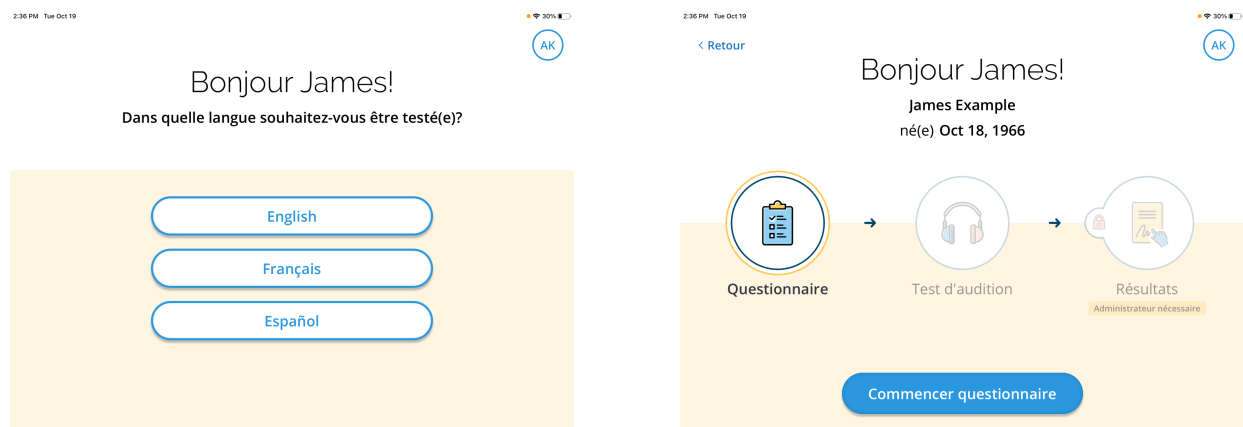 2:36 PM Tue Oct 19
30%
AK
Bonjour James!
Dans quelle langue souhaitez-vous être testé(e)?
English
Français
Español
2:36 PM Tue Oct 19
30%
< Retour
AK
Bonjour James!
James Example
né(e) Oct 18, 1966
Questionnaire
Test d'audition
Résultats
Administrateur nécessaire
Commencer questionnaire